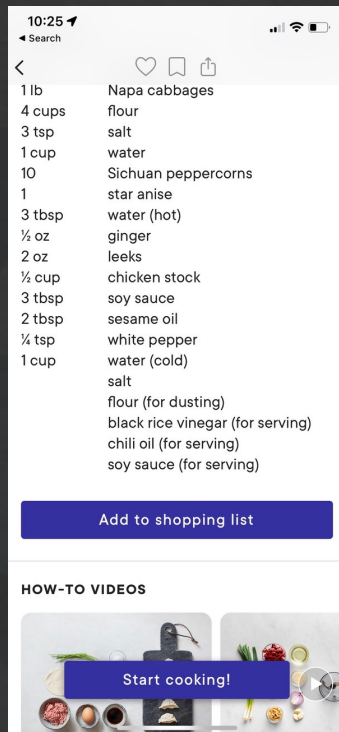 10:25
◀ Search
1 lb Napa cabbages
4 cups flour
3 tsp salt
1 cup water
10 Sichuan peppercorns
1 star anise
3 tbsp water (hot)
½ oz ginger
2 oz leeks
½ cup chicken stock
3 tbsp soy sauce
2 tbsp sesame oil
¼ tsp white pepper
1 cup water (cold)
salt
flour (for dusting)
black rice vinegar (for serving)
chili oil (for serving)
soy sauce (for serving)
Add to shopping list
HOW-TO VIDEOS
Start cooking!